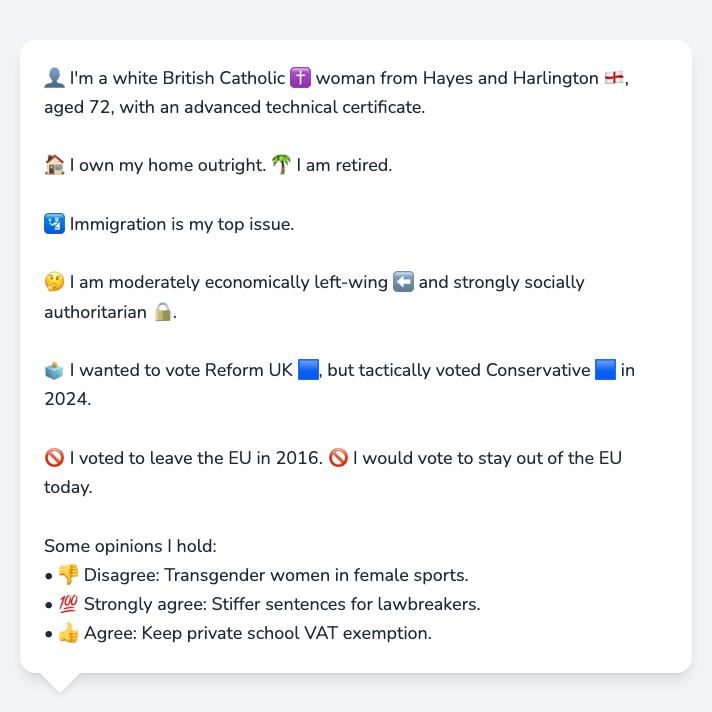 👤 I'm a white British Catholic ✝️ woman from Hayes and Harlington 🏴󠁧󠁢󠁥󠁮󠁧󠁿,
aged 72, with an advanced technical certificate.
🏠 I own my home outright. 🌴 I am retired.
🛂 Immigration is my top issue.
🤔 I am moderately economically left-wing ⬅️ and strongly socially
authoritarian 🔒.
🗳️ I wanted to vote Reform UK 🟦, but tactically voted Conservative 🟦 in
2024.
🚫 I voted to leave the EU in 2016. 🚫 I would vote to stay out of the EU
today.
Some opinions I hold:
• 👎 Disagree: Transgender women in female sports.
• 💯 Strongly agree: Stiffer sentences for lawbreakers.
• 👍 Agree: Keep private school VAT exemption.